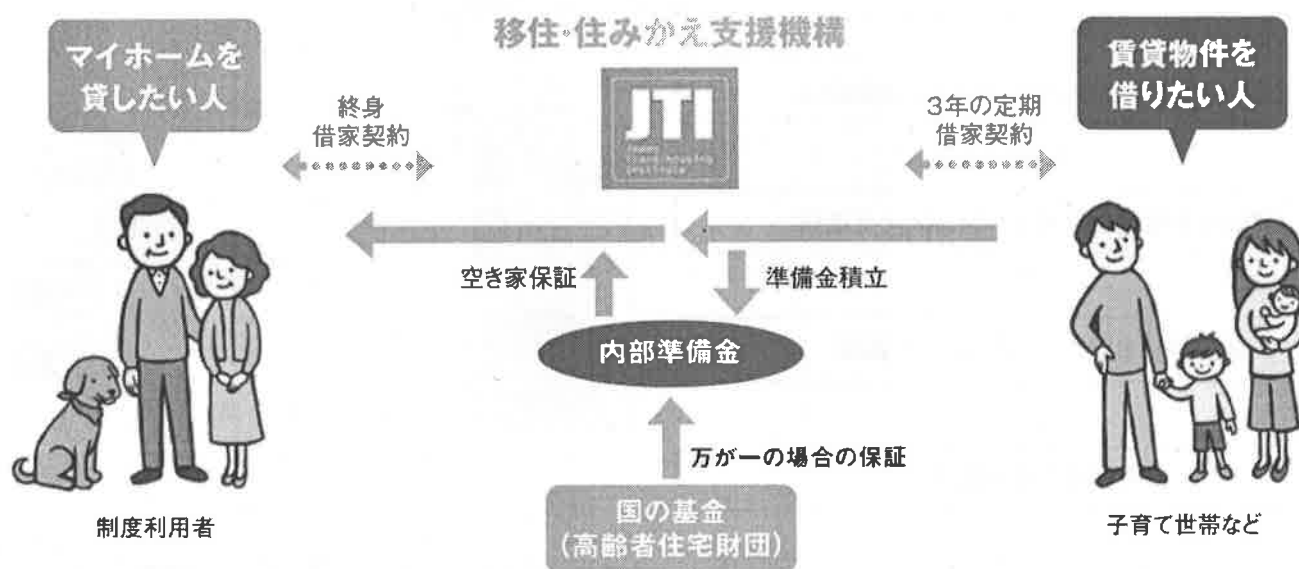 移住・住みかえ支援機構
マイホームを
貸したい人
終身
借家契約
JTI
3年の定期
借家契約
賃貸物件を
借りたい人
空き家保証
準備金積立
内部準備金
万が一の場合の保証
国の基金
(高齢者住宅財団)
制度利用者
子育て世帯など